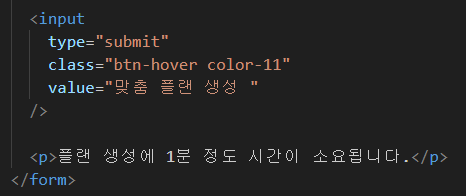 <input
type="submit"
class="btn-hover color-11"
value="맞춤 플랜 생성 "
/>
<p>플랜 생성에 1분 정도 시간이 소요됩니다.</p>
</form>